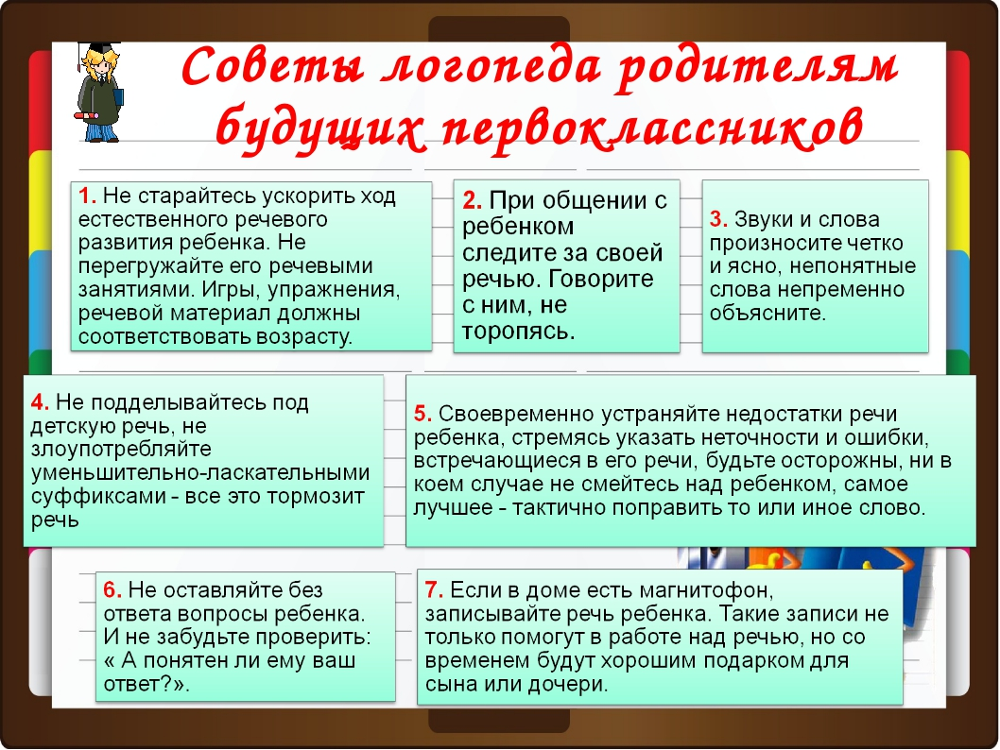 Советы логопеда родителям
будущих первоклассников
1. Не старайтесь ускорить ход
естественного речевого
развития ребенка. Не
перегружайте его речевыми
занятиями. Игры, упражнения,
речевой материал должны
соответствовать возрасту.
2. При общении с
ребенком
следите за своей
речью. Говорите
с ним, не
торопясь.
3. Звуки и слова
произносите четко
и ясно, непонятные
слова непременно
объясните.
4. Не подделывайтесь под
детскую речь, не
злоупотребляйте
уменьшительно-ласкательными
суффиксами - все это тормозит
речь
5. Своевременно устраняйте недостатки речи
ребенка, стремясь указать неточности и ошибки,
встречающиеся в его речи, будьте осторожны, ни в
коем случае не смейтесь над ребенком, самое
лучшее - тактично поправить то или иное слово.
6. Не оставляйте без
ответа вопросы ребенка.
И не забудьте проверить:
« А понятен ли ему ваш
ответ?».
7. Если в доме есть магнитофон,
записывайте речь ребенка. Такие записи не
только помогут в работе над речью, но со
временем будут хорошим подарком для
сына или дочери.